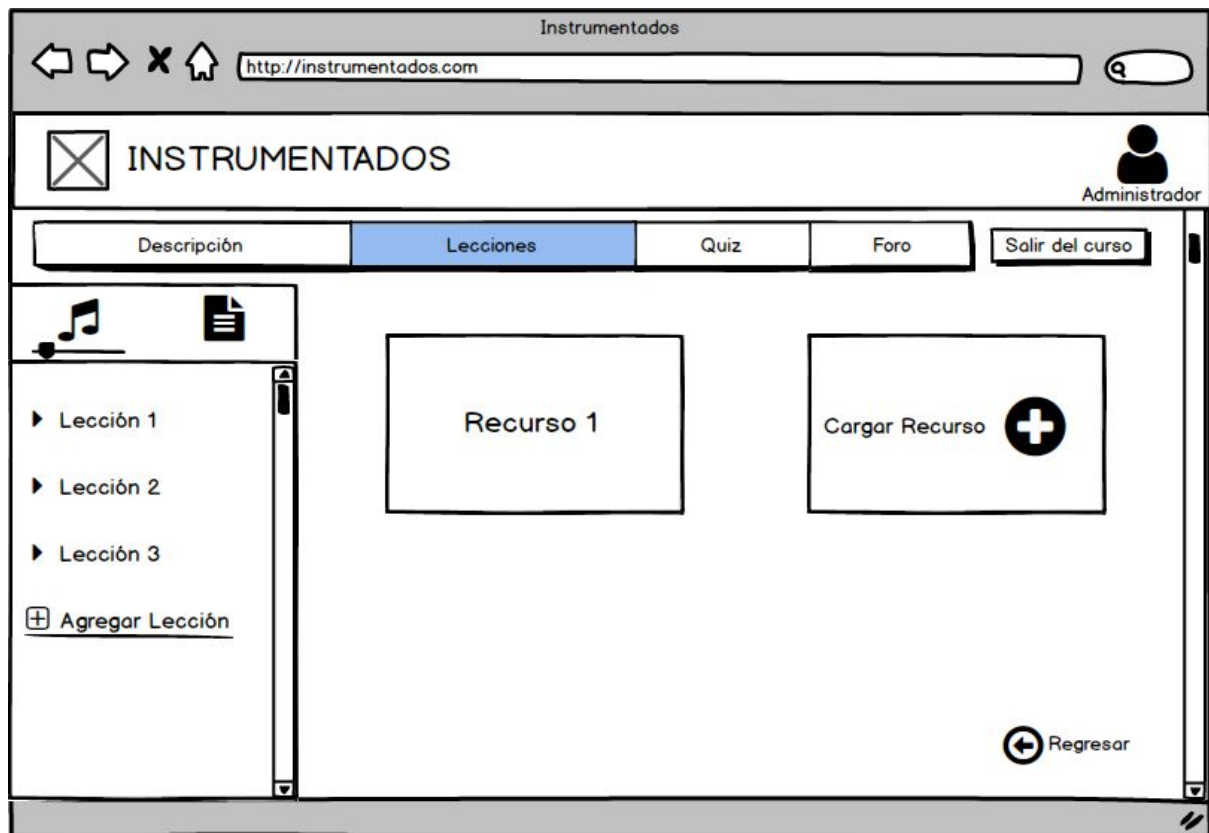 Instrumentados
http://instrumentados.com
INSTRUMENTADOS
Administrador
Descripción
Lecciones
Quiz
Foro
Salir del curso
Lección 1
Lección 2
Lección 3
Agregar Lección
Recurso 1
Cargar Recurso
Regresar